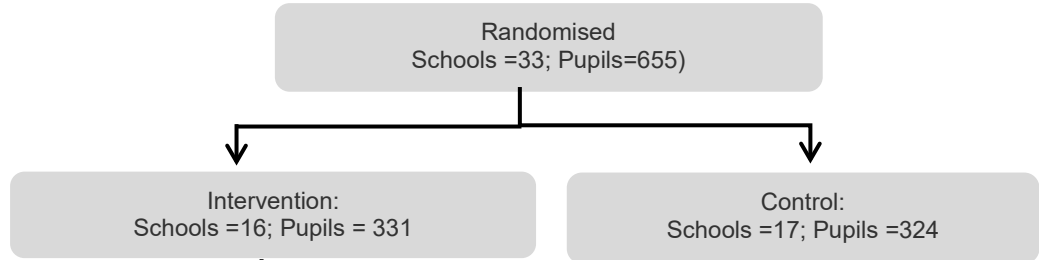 Randomised
Schools =33; Pupils=655)
Intervention:
Schools =16; Pupils = 331
Control:
Schools =17; Pupils =324